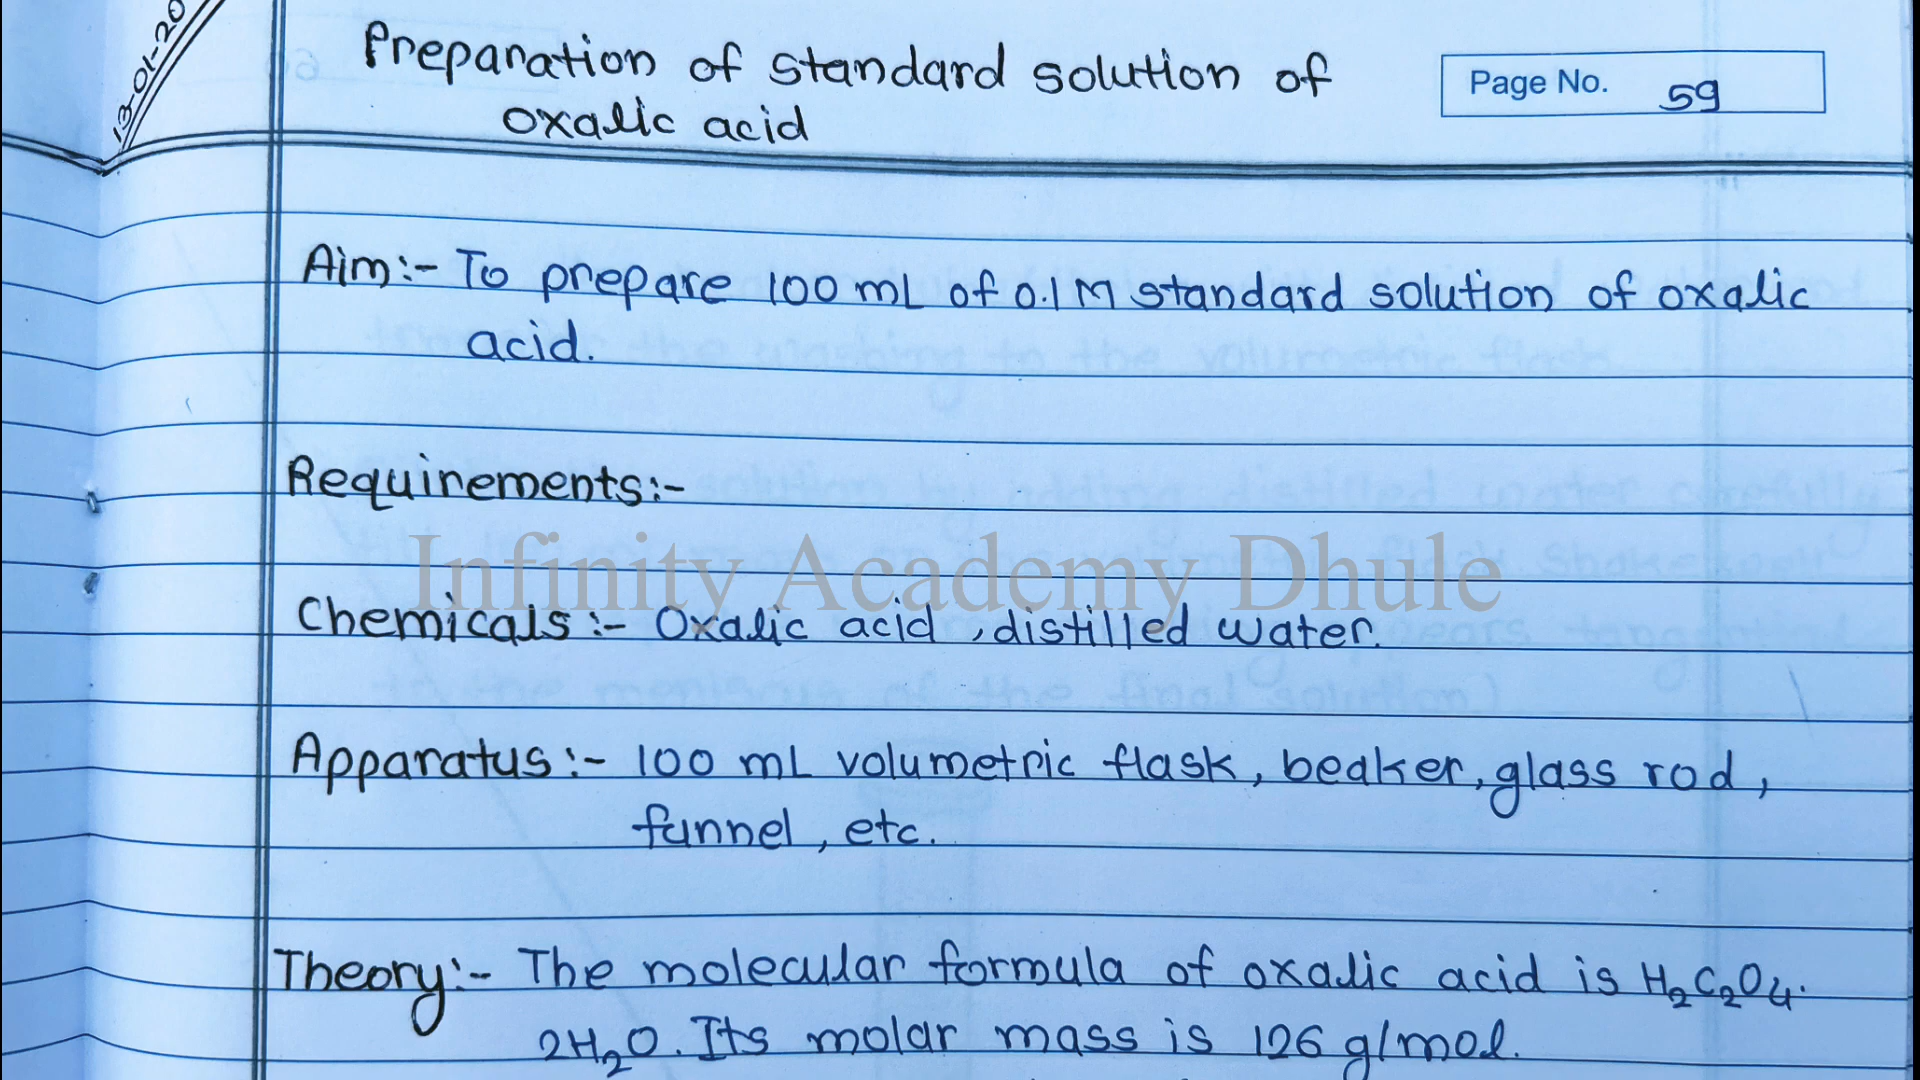 13-01-20
Preparation of standard solution of
oxalic acid
Page No. 59
Aim:- To prepare 100 mL of 0.1M standard solution of oxalic
acid.
Requirements:-
Infinity Academy Dhule
Chemicals:- Oxalic acid, distilled water.
Apparatus:- 100 mL volumetric flask, beaker, glass rod,
funnel, etc.
Theory:- The molecular formula of oxalic acid is H₂C₂O₄.
2H₂O. Its molar mass is 126 g/mol.